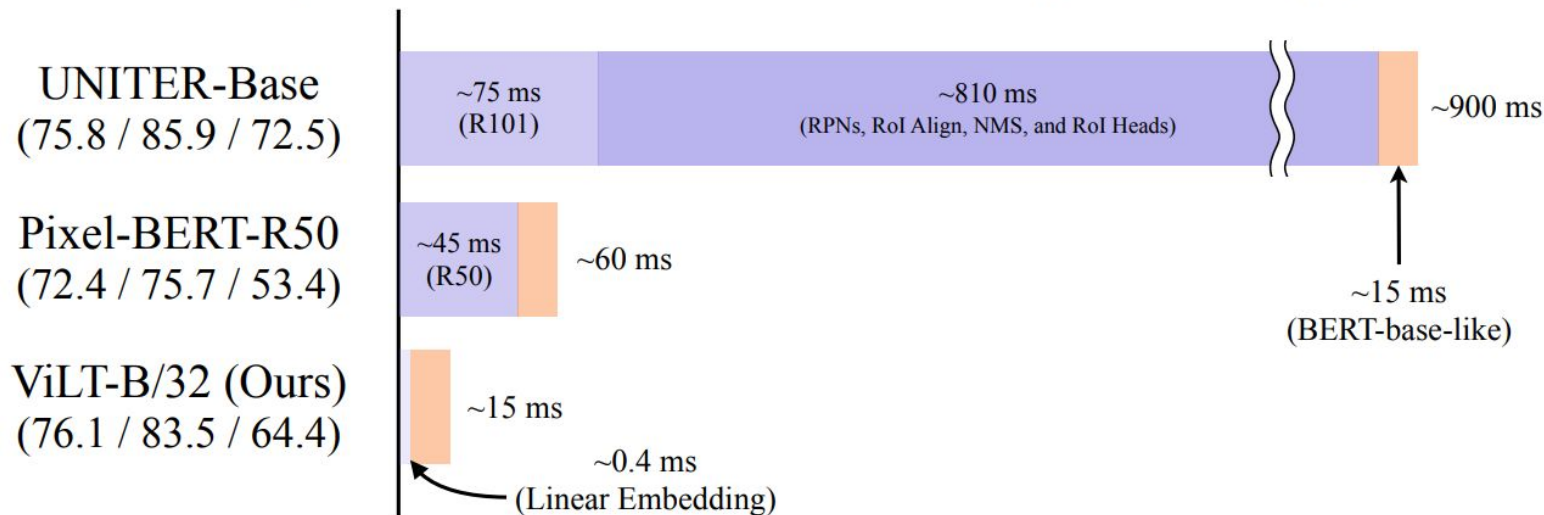 UNITER-Base
(75.8 / 85.9 / 72.5)
~75 ms
(R101)
~810 ms
(RPNs, RoI Align, NMS, and RoI Heads)
~900 ms
~15 ms
(BERT-base-like)
Pixel-BERT-R50
(72.4 / 75.7 / 53.4)
~45 ms
(R50)
~60 ms
ViLT-B/32 (Ours)
(76.1 / 83.5 / 64.4)
~15 ms
~0.4 ms
(Linear Embedding)